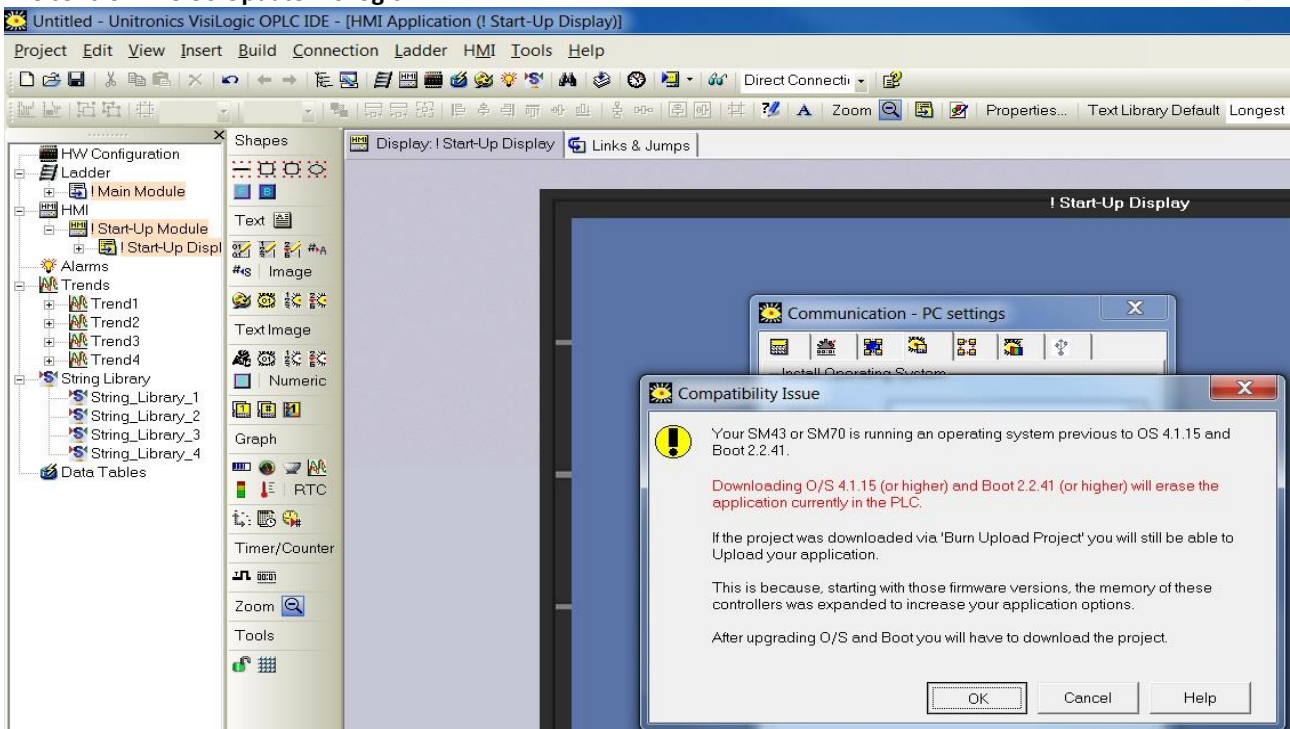 Untitled - Unitronics VisiLogic OPLC IDE - [HMI Application (! Start-Up Display)]
Project Edit View Insert Build Connection Ladder HMI Tools Help
Direct Connecti
Zoom Properties... Text Library Default Longest
HW Configuration
Ladder
! Main Module
HMI
! Start-Up Module
! Start-Up Displ
Alarms
Trends
Trend1
Trend2
Trend3
Trend4
String Library
String_Library_1
String_Library_2
String_Library_3
String_Library_4
Data Tables
Shapes
Text
Image
Text Image
Numeric
Graph
RTC
Timer/Counter
Zoom
Tools
Display: ! Start-Up Display Links & Jumps
! Start-Up Display
Communication - PC settings
Install Operating System
Compatibility Issue
Your SM43 or SM70 is running an operating system previous to OS 4.1.15 and
Boot 2.2.41.
Downloading O/S 4.1.15 (or higher) and Boot 2.2.41 (or higher) will erase the
application currently in the PLC.
If the project was downloaded via 'Burn Upload Project' you will still be able to
Upload your application.
This is because, starting with those firmware versions, the memory of these
controllers was expanded to increase your application options.
After upgrading O/S and Boot you will have to download the project.
OK Cancel Help